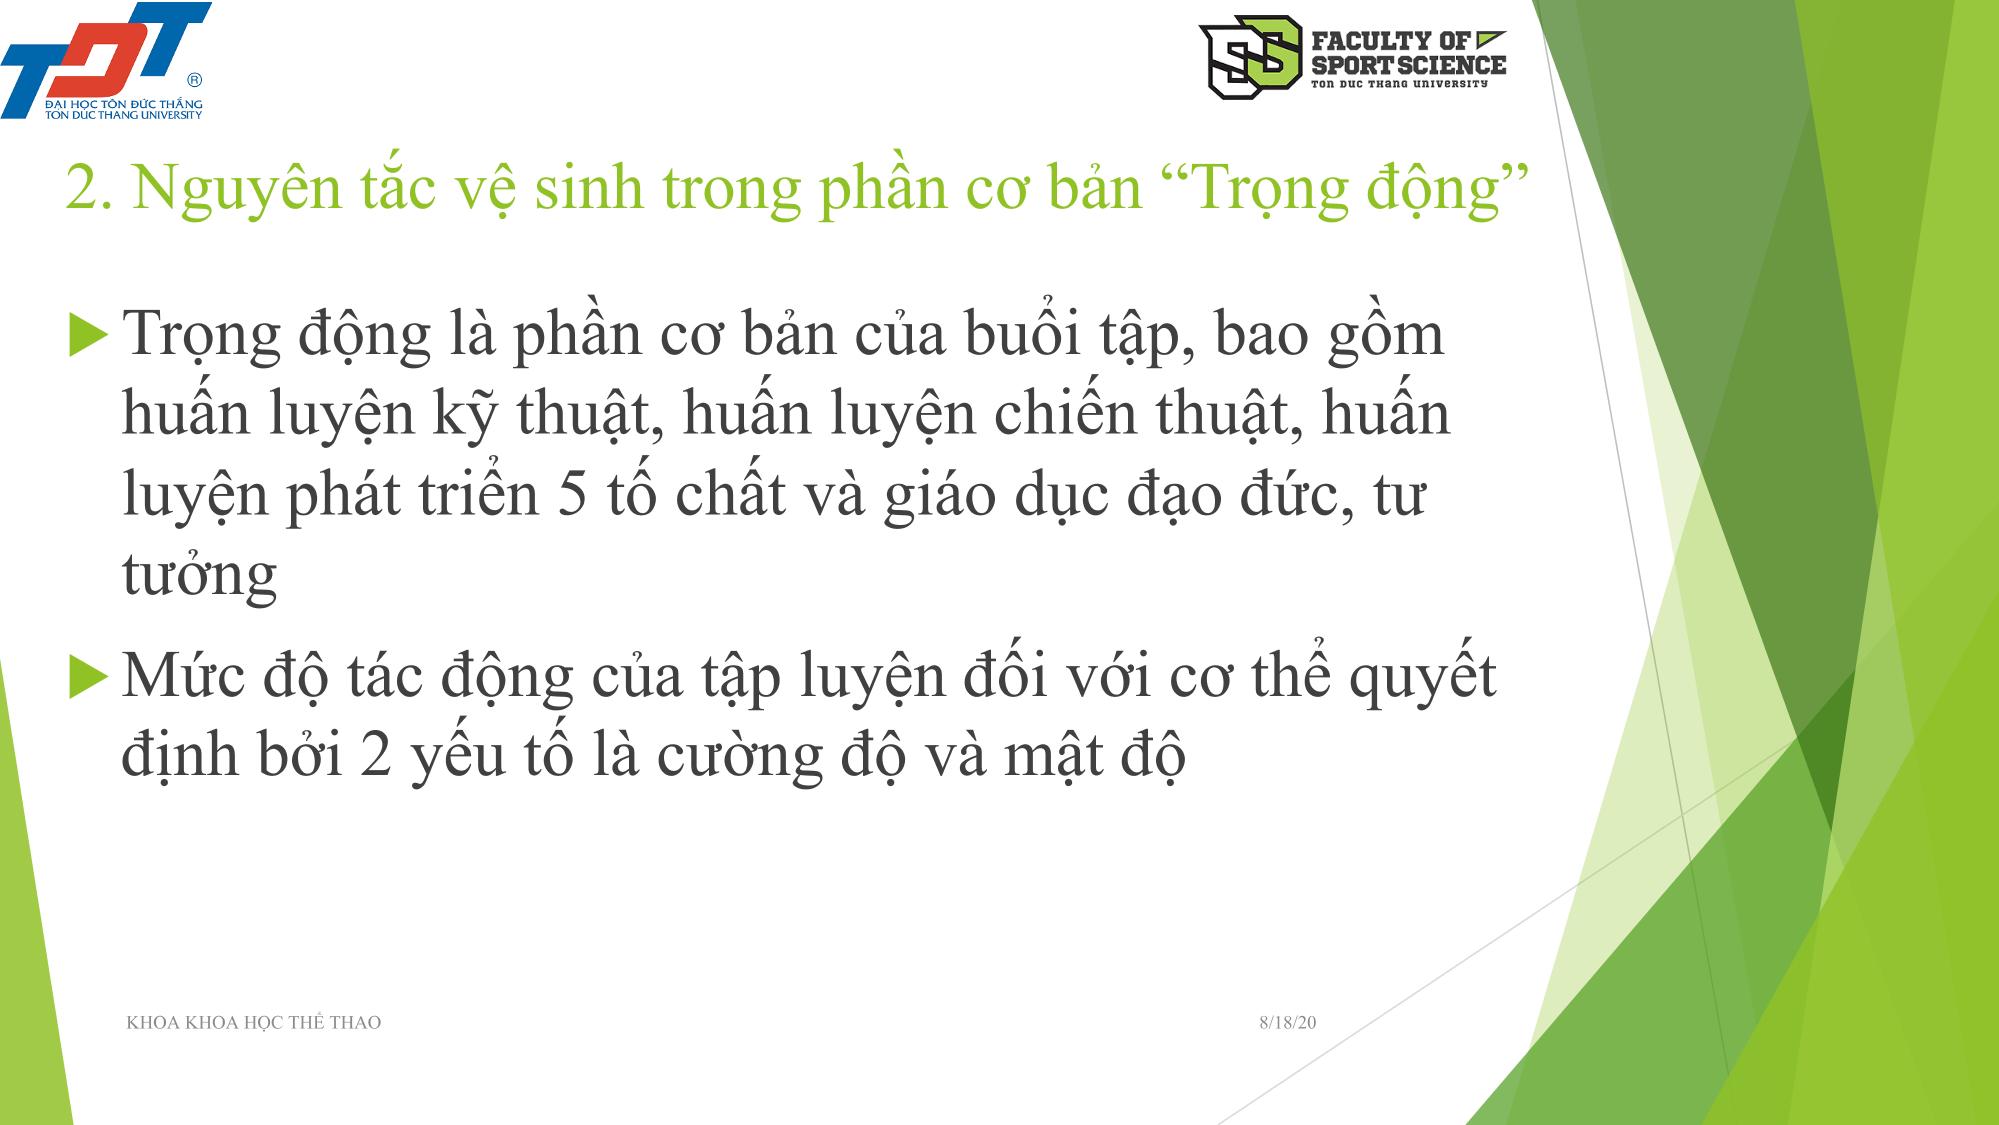 TDT
®
ĐẠI HỌC TÔN ĐỨC THẮNG
TON DUC THANG UNIVERSITY
FACULTY OF
SPORT SCIENCE
TON DUC THANG UNIVERSITY
2. Nguyên tắc vệ sinh trong phần cơ bản “Trọng động”
Trọng động là phần cơ bản của buổi tập, bao gồm
huấn luyện kỹ thuật, huấn luyện chiến thuật, huấn
luyện phát triển 5 tố chất và giáo dục đạo đức, tư
tưởng
Mức độ tác động của tập luyện đối với cơ thể quyết
định bởi 2 yếu tố là cường độ và mật độ
KHOA KHOA HỌC THỂ THAO
8/18/20